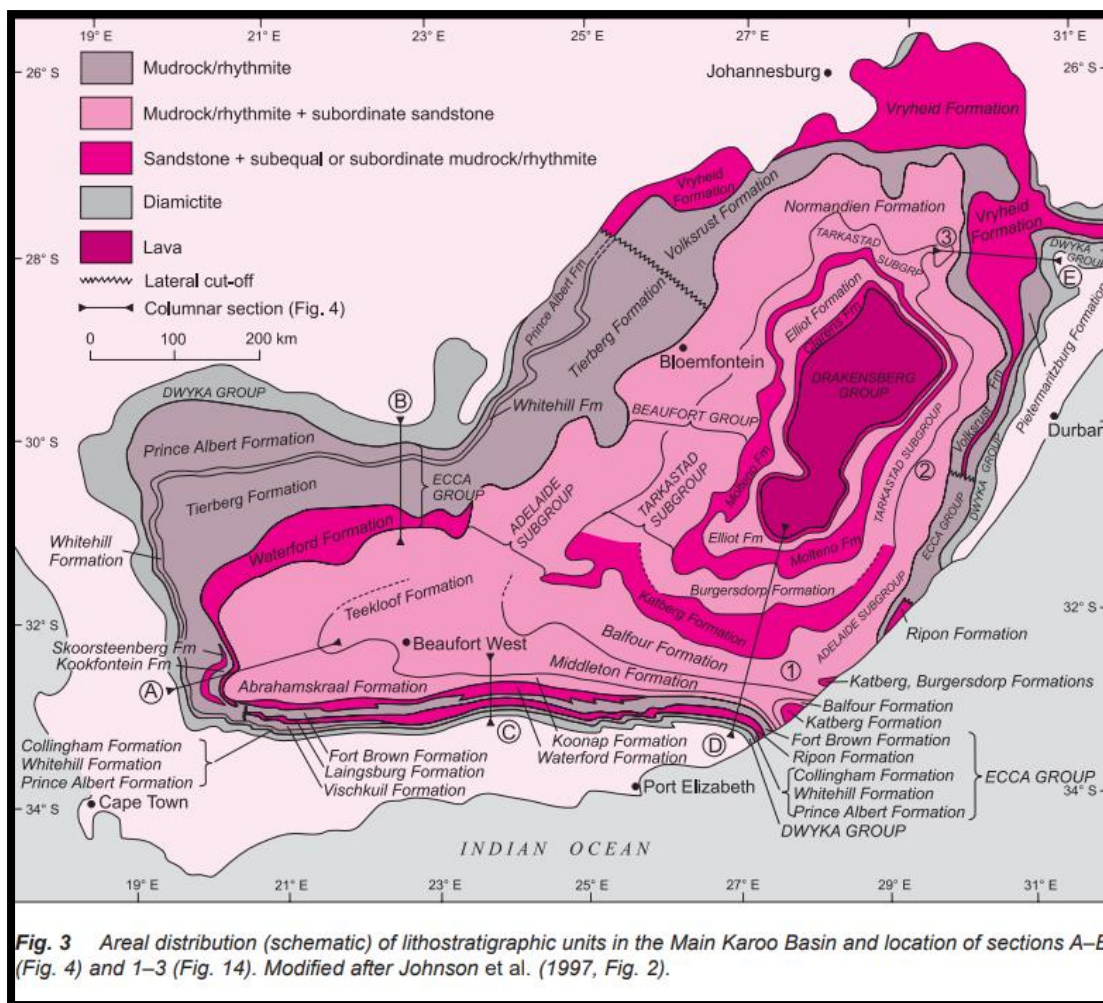 19° E
21° E
23° E
25° E
27° E
29° E
31° E
26° S
26° S
Mudrock/rhythmite
Mudrock/rhythmite + subordinate sandstone
Sandstone + subequal or subordinate mudrock/rhythmite
Diamictite
Lava
Lateral cut-off
Columnar section (Fig. 4)
0 100 200 km
Johannesburg
Vryheid Formation
Vryheid
Formation
Volksrust Formation
Normandien Formation
Vryheid
Formation
28° S
TARKASTAD
SUBGRP
3
DWYKA
GROUP
E
Prince Albert Fm
Tierberg Formation
Elliot Formation
Clarens Fm
Bloemfontein
DRAKENSBERG
GROUP
Pietermaritzburg Formation
DWYKA GROUP
B
Whitehill Fm
BEAUFORT GROUP
Volksrust Fm
Durban
30° S
Prince Albert Formation
ECCA
GROUP
Tierberg Formation
ADELAIDE
SUBGROUP
TARKASTAD
SUBGROUP
Molteno Fm
TARKASTAD SUBGROUP
2
DWYKA GROUP
ECCA GROUP
Whitehill
Formation
Waterford Formation
Elliot Fm
Molteno Fm
Burgersdorp Formation
Teekloof Formation
Katberg Formation
ADELAIDE SUBGROUP
32° S
32° S
Ripon Formation
Skoorsteenberg Fm
Kookfontein Fm
Beaufort West
Balfour Formation
Middleton Formation
1
A
Abrahamskraal Formation
Katberg, Burgersdorp Formations
Balfour Formation
Katberg Formation
C
D
Koonap Formation
Waterford Formation
Fort Brown Formation
Ripon Formation
Collingham Formation
Whitehill Formation
Prince Albert Formation
ECCA GROUP
DWYKA GROUP
Collingham Formation
Whitehill Formation
Prince Albert Formation
Fort Brown Formation
Laingsburg Formation
Vischkuil Formation
34° S
34° S
Cape Town
Port Elizabeth
INDIAN OCEAN
19° E
21° E
23° E
25° E
27° E
29° E
31° E
Fig. 3 Areal distribution (schematic) of lithostratigraphic units in the Main Karoo Basin and location of sections A–E
(Fig. 4) and 1–3 (Fig. 14). Modified after Johnson et al. (1997, Fig. 2).